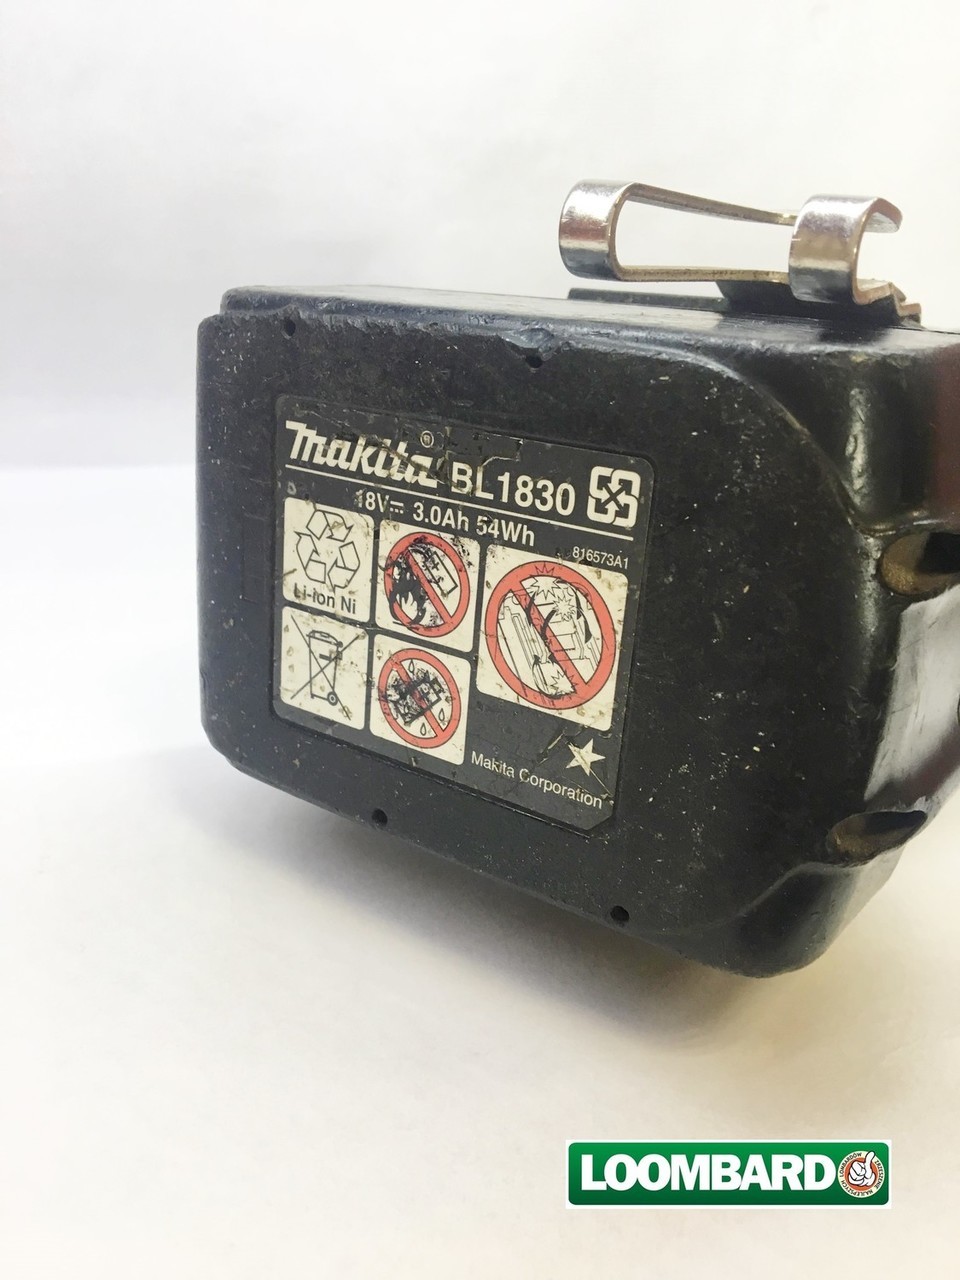 makita® BL1830
18V 3.0Ah 54Wh
816573A1
Li-ion Ni
Makita Corporation
LOOMBARD